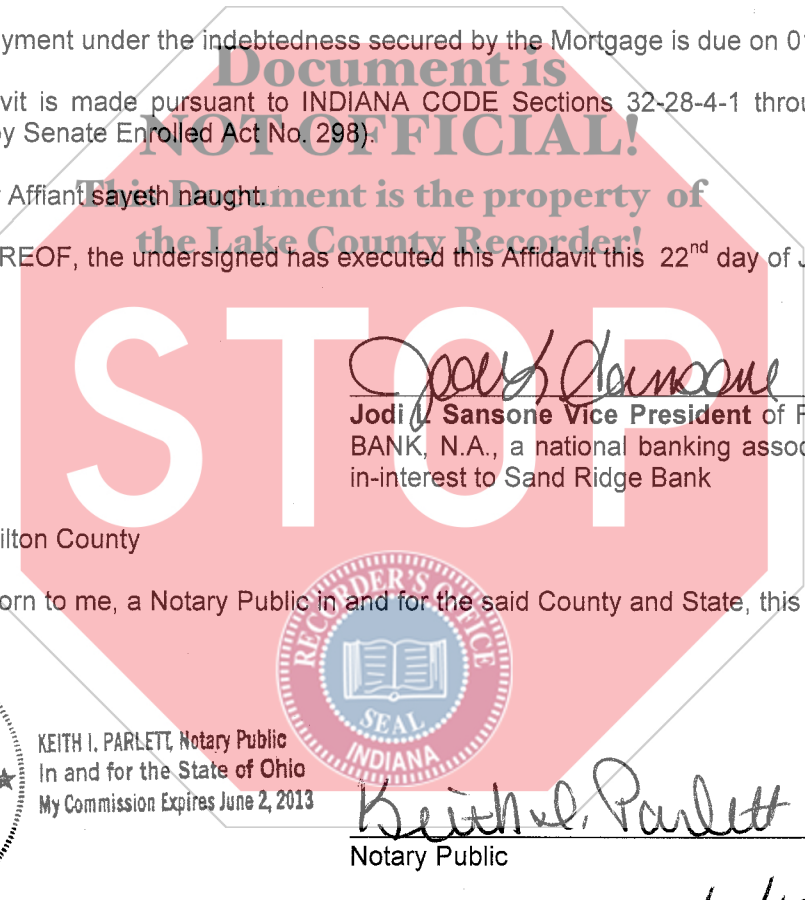 yment under the indebtedness secured by the Mortgage is due on 01
Document is
vit is made pursuant to INDIANA CODE Sections 32-28-4-1 throu
y Senate Enrolled Act No. 298).
NOT OFFICIAL!
Affiant sayeth naught.
This Document is the property of
the Lake County Recorder!
REOF, the undersigned has executed this Affidavit this 22nd day of J
STOP
Jodi L Sansone
Jodi L. Sansone Vice President of F
BANK, N.A., a national banking assoc
in-interest to Sand Ridge Bank
ilton County
orn to me, a Notary Public in and for the said County and State, this
RECORDER'S OFFICE
SEAL
INDIANA
KEITH I. PARLETT, Notary Public
In and for the State of Ohio
My Commission Expires June 2, 2013
Keith I. Parlett
Notary Public